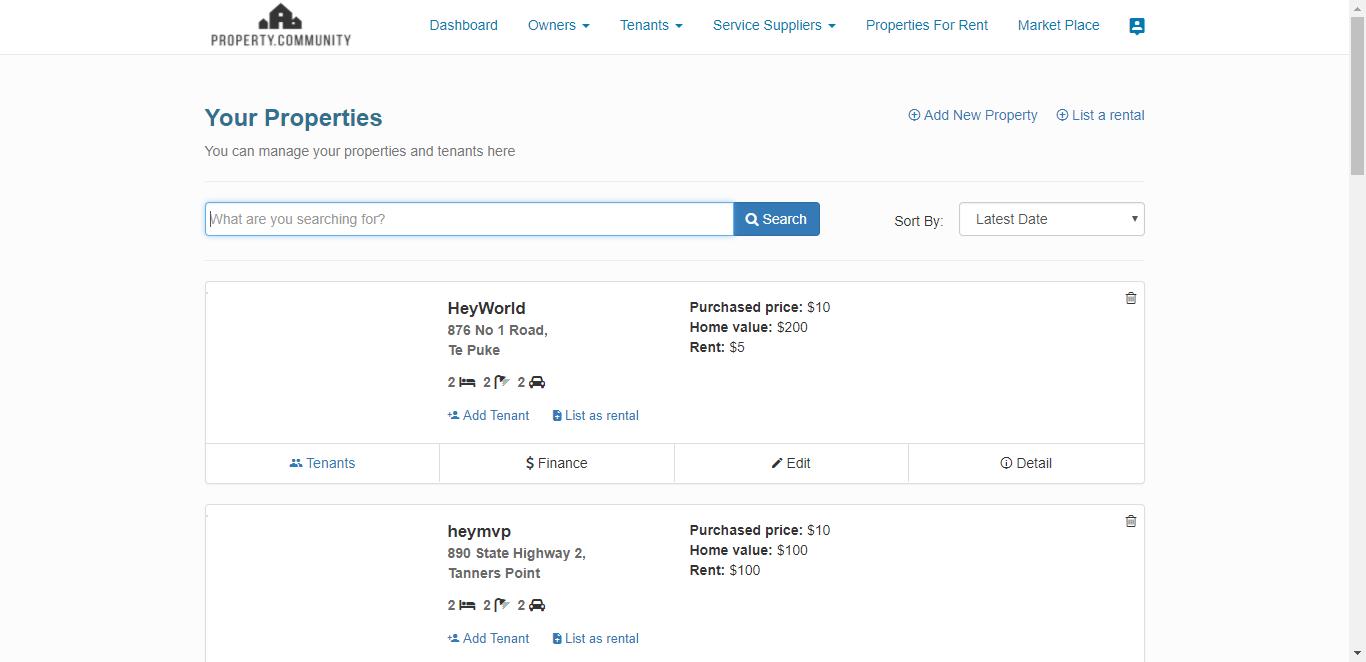 PROPERTY.COMMUNITY
Dashboard Owners Tenants Service Suppliers Properties For Rent Market Place
Your Properties
Add New Property List a rental
You can manage your properties and tenants here
What are you searching for? Search Sort By: Latest Date
HeyWorld
876 No 1 Road,
Te Puke
2 2 2
Add Tenant List as rental
Purchased price: $10
Home value: $200
Rent: $5
Tenants $ Finance Edit Detail
heymvp
890 State Highway 2,
Tanners Point
2 2 2
Add Tenant List as rental
Purchased price: $10
Home value: $100
Rent: $100